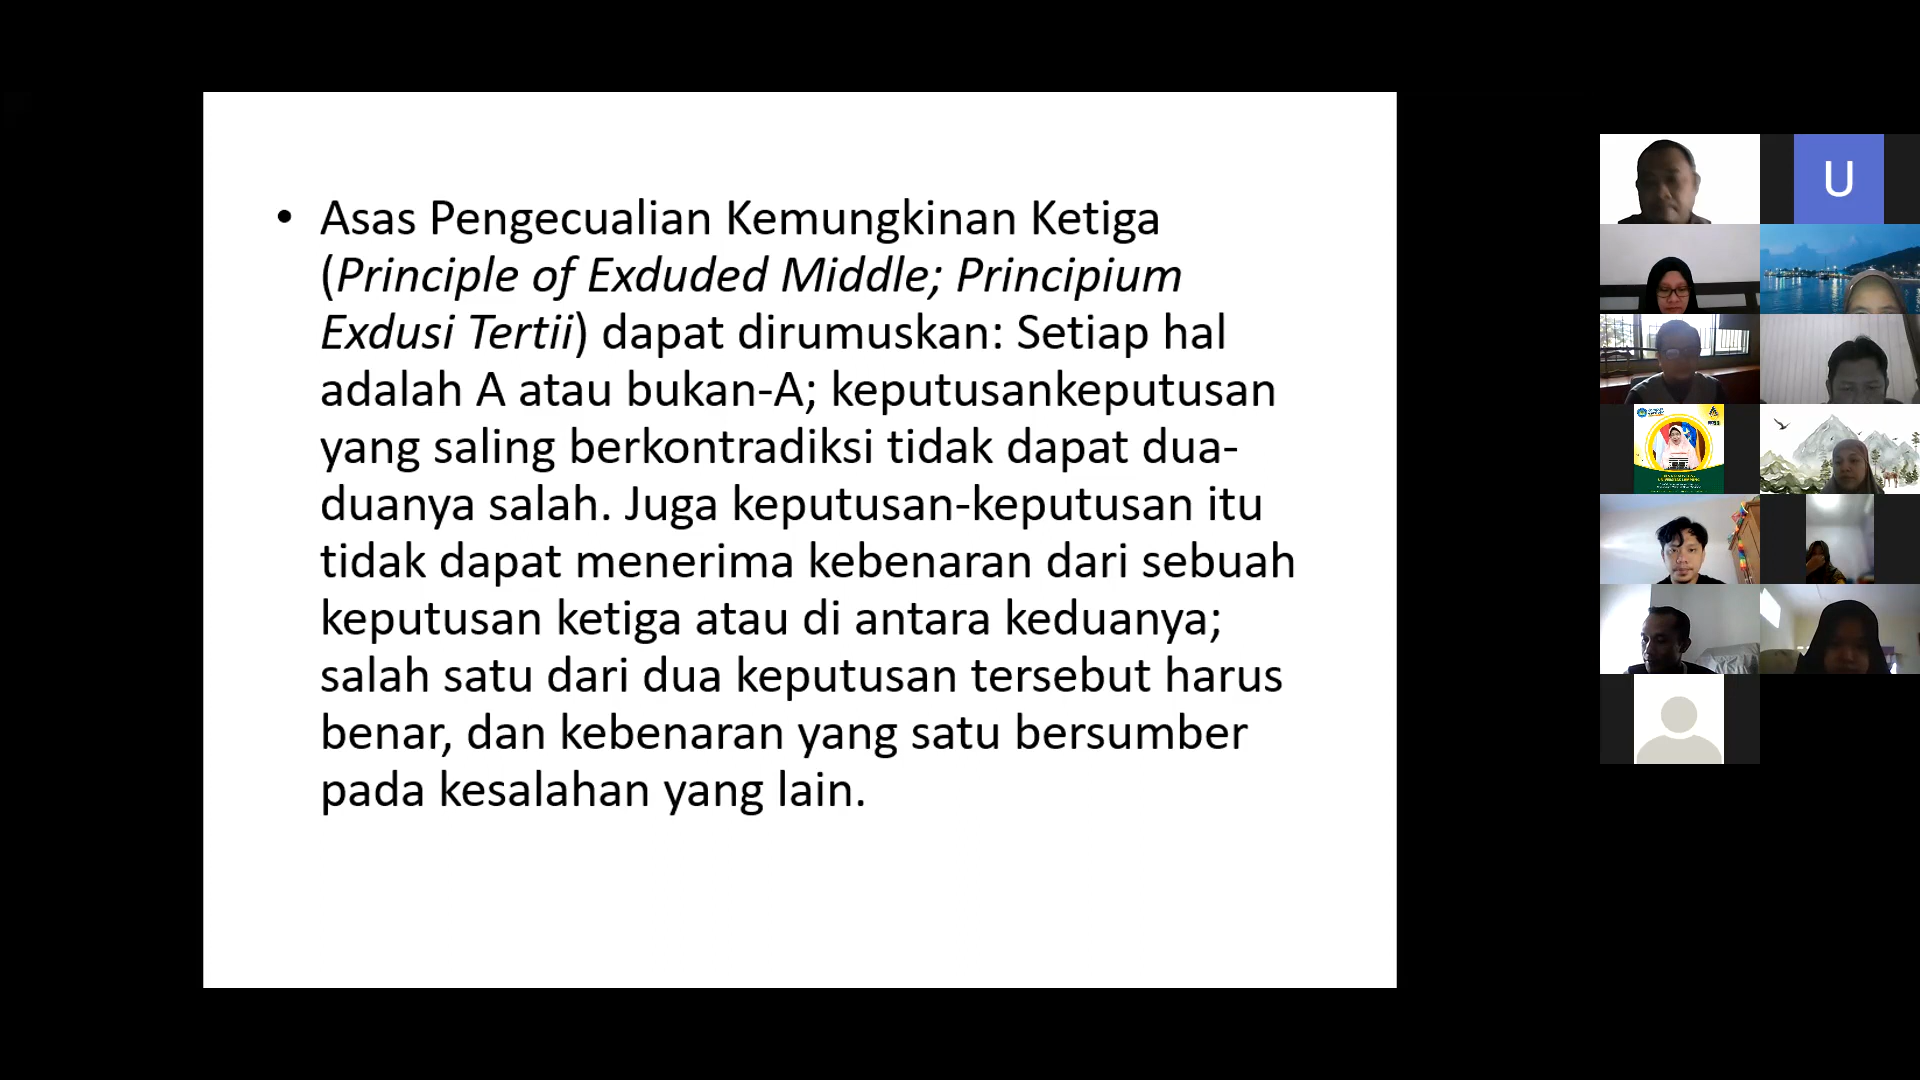 • Asas Pengecualian Kemungkinan Ketiga
(Principle of Exduded Middle; Principium
Exdusi Tertii) dapat dirumuskan: Setiap hal
adalah A atau bukan-A; keputusankeputusan
yang saling berkontradiksi tidak dapat dua-
duanya salah. Juga keputusan-keputusan itu
tidak dapat menerima kebenaran dari sebuah
keputusan ketiga atau di antara keduanya;
salah satu dari dua keputusan tersebut harus
benar, dan kebenaran yang satu bersumber
pada kesalahan yang lain.
U